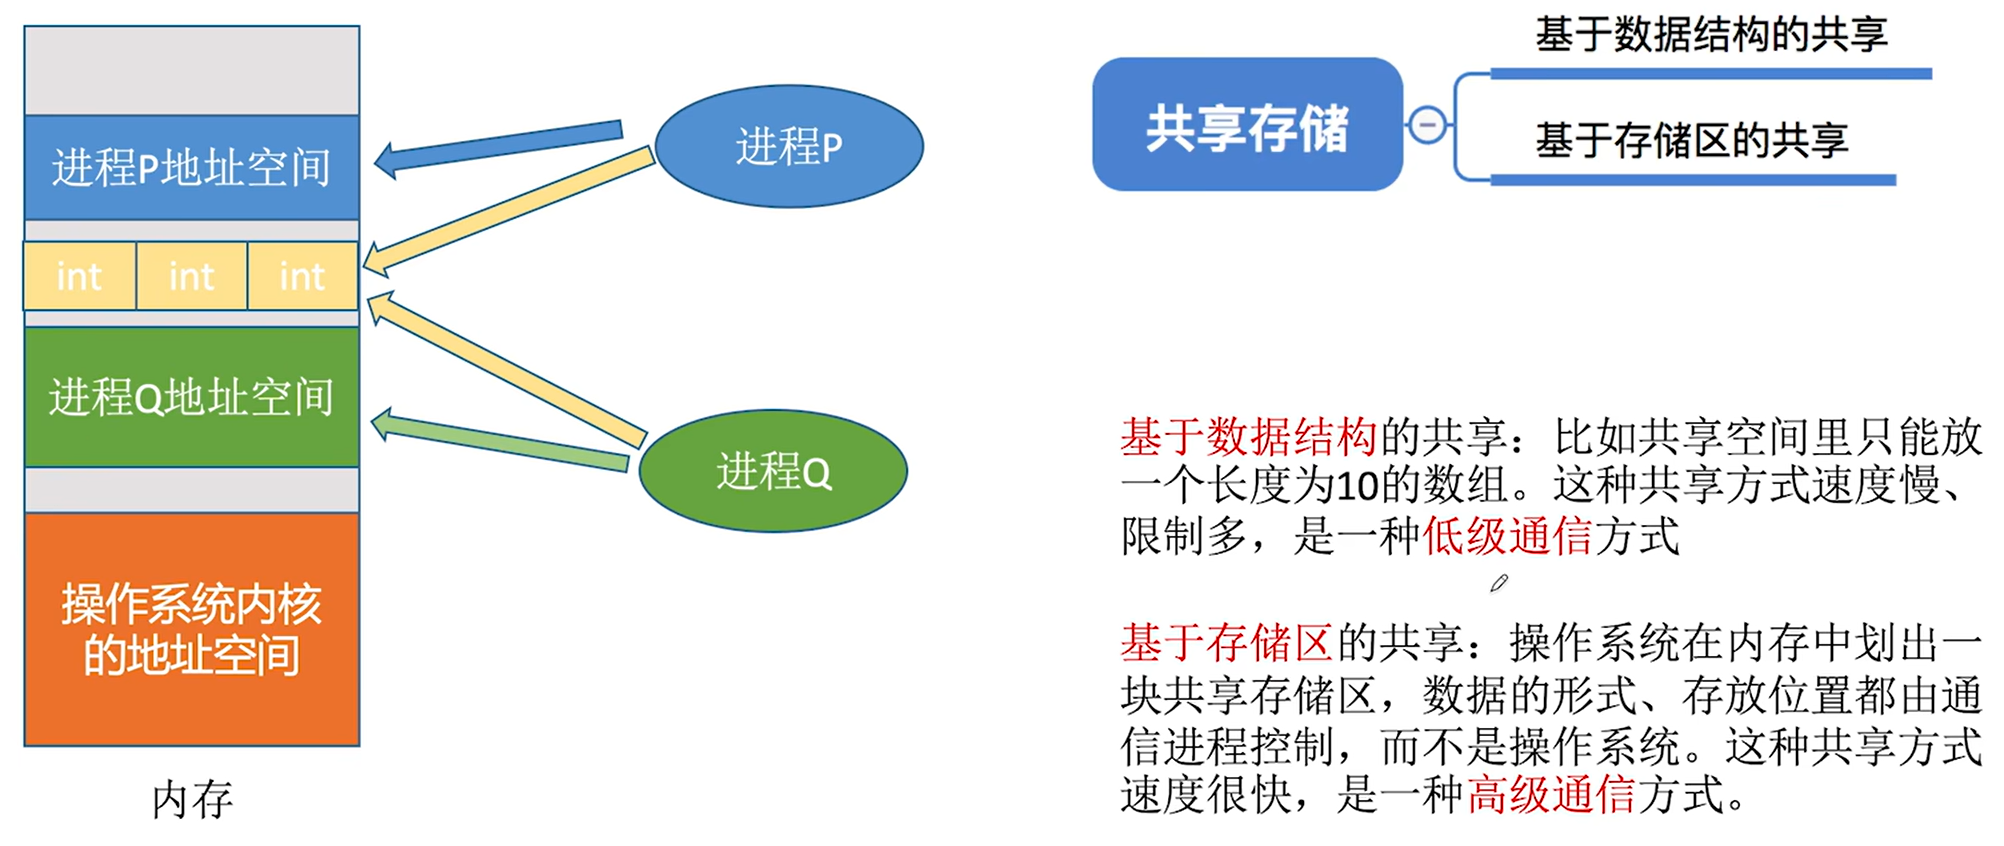 进程P地址空间
int int int
进程Q地址空间
操作系统内核
的地址空间
内存
进程P
进程Q
共享存储
基于数据结构的共享
基于存储区的共享
基于数据结构的共享：比如共享空间里只能放
一个长度为10的数组。这种共享方式速度慢、
限制多，是一种低级通信方式
基于存储区的共享：操作系统在内存中划出一
块共享存储区，数据的形式、存放位置都由通
信进程控制，而不是操作系统。这种共享方式
速度很快，是一种高级通信方式。